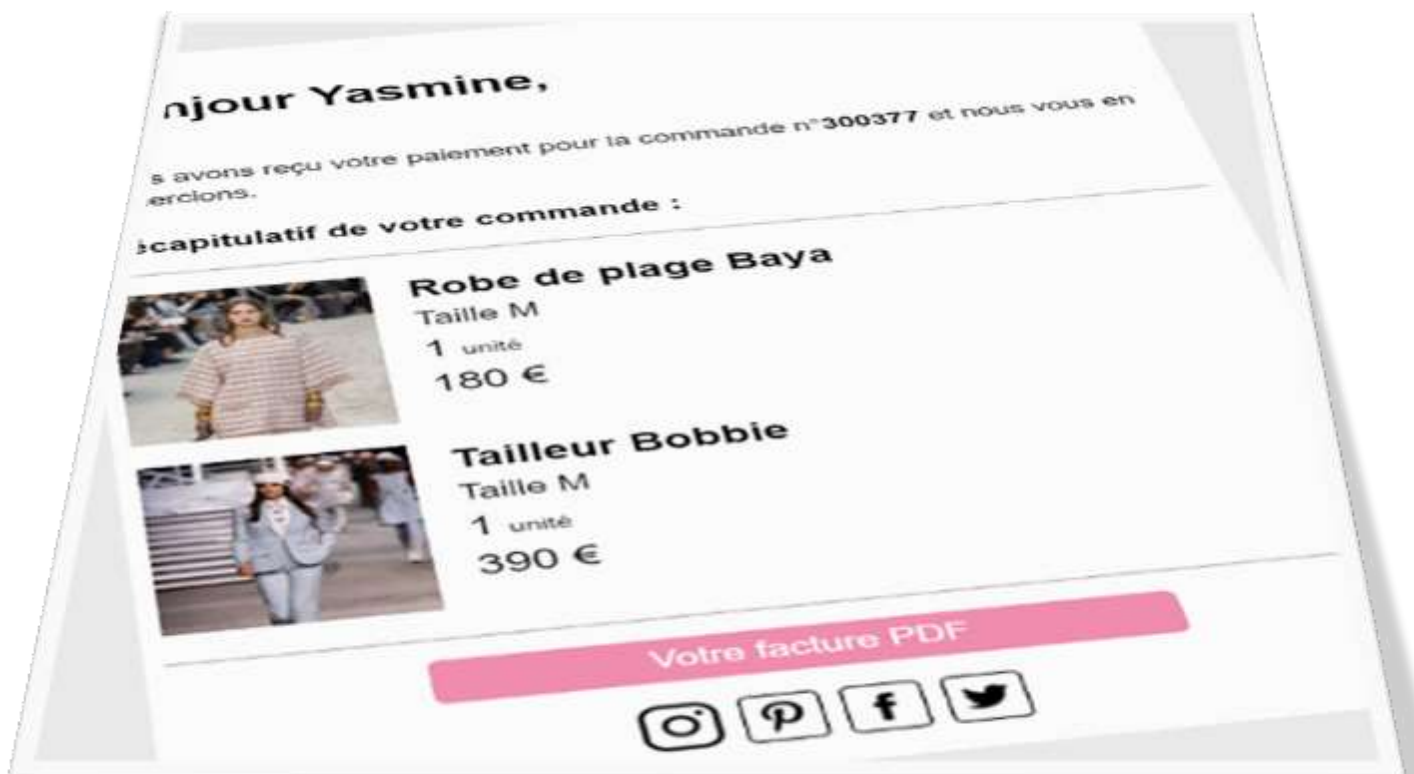 njour Yasmine,
s avons reçu votre paiement pour la commande n°300377 et nous vous en
ercions.
capitulatif de votre commande :
Robe de plage Baya
Taille M
1 unité
180 €
Tailleur Bobbie
Taille M
1 unité
390 €
Votre facture PDF